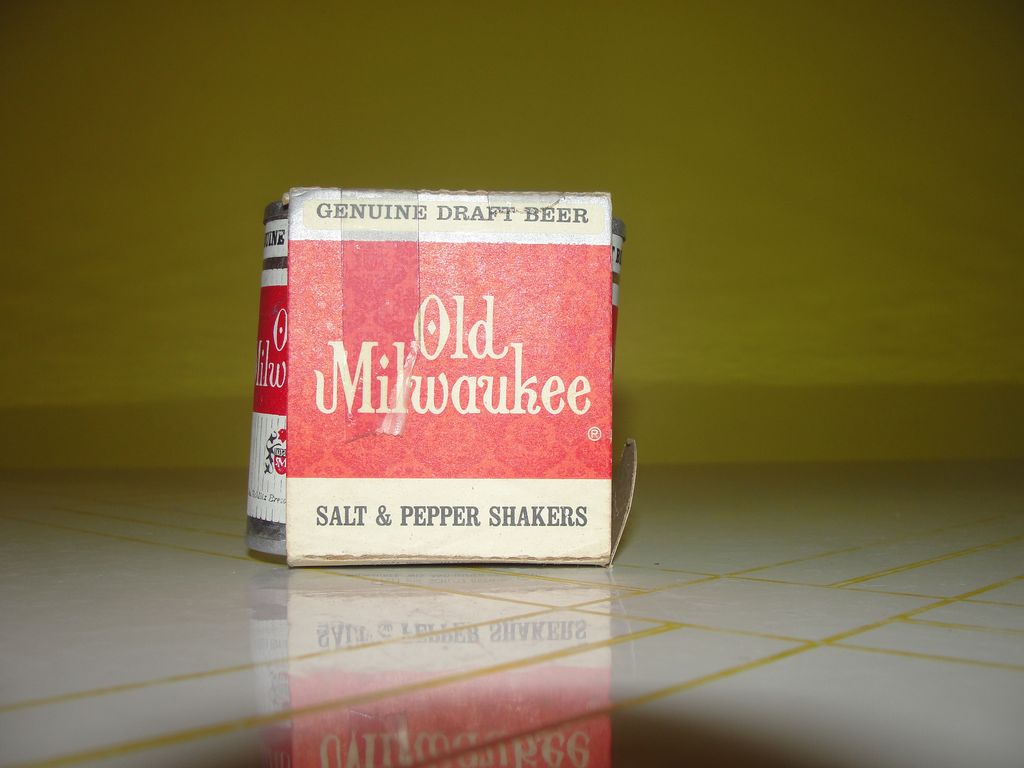 GENUINE DRAFT BEER
Old
Milwaukee
®
SALT & PEPPER SHAKERS